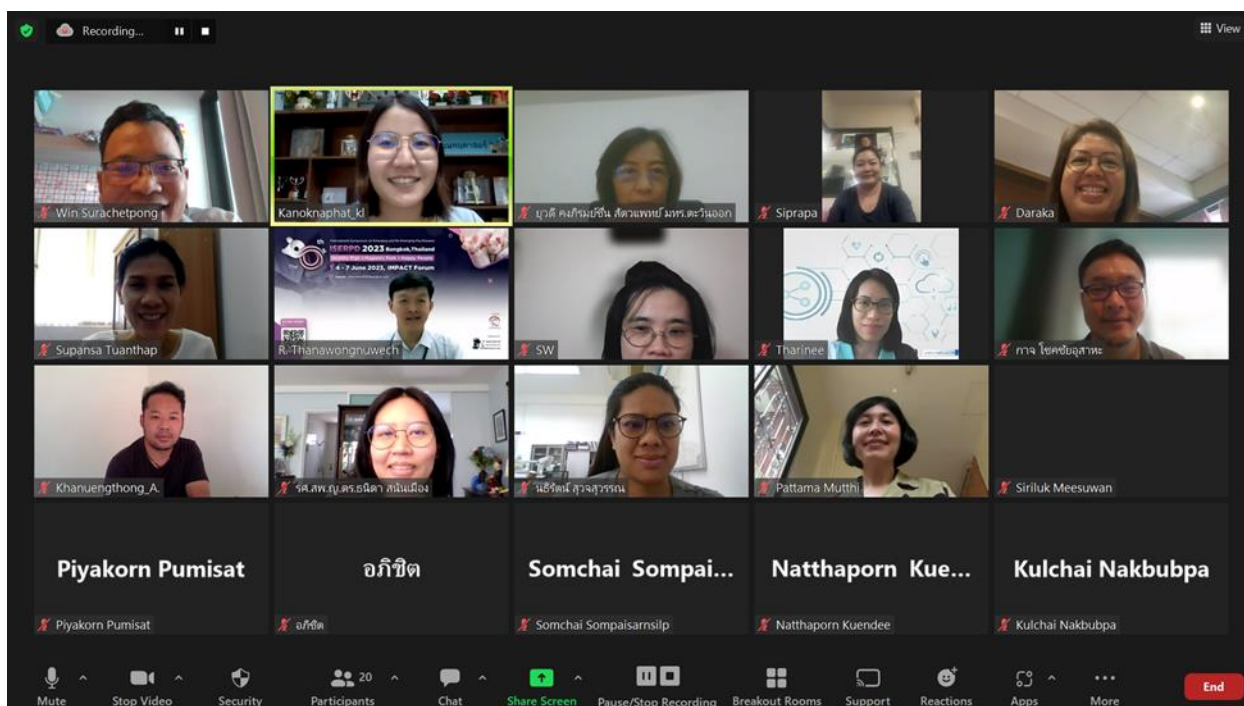 Recording...
View
Win Surachetpong
Kanoknaphat_kl
ยุวดี คงภิรมย์ชื่น สัตวแพทย์ มทร.ตะวันออก
Siprapa
Daraka
Supansa Tuanthap
ISERPD 2023 Bangkok, Thailand
4 - 7 June 2023, IMPACT Forum
R. Thanawongnuwech
SW
Tharinee
กาจ โชคชัยอุสาหะ
Khanuengthong_A.
รศ.สพ.ญ.ดร.ธนิดา สนันเมือง
นธีรัตน์ สุวจสุวรรณ
Pattama Mutthi
Siriluk Meesuwan
Piyakorn Pumisat
อภิชิต
Somchai Sompai...
Natthaporn Kue...
Kulchai Nakbubpa
Piyakorn Pumisat
อภิชิต
Somchai Sompaisarnsilp
Natthaporn Kuendee
Kulchai Nakbubpa
20
End
Mute
Stop Video
Security
Participants
Chat
Share Screen
Pause/Stop Recording
Breakout Rooms
Support
Reactions
Apps
More